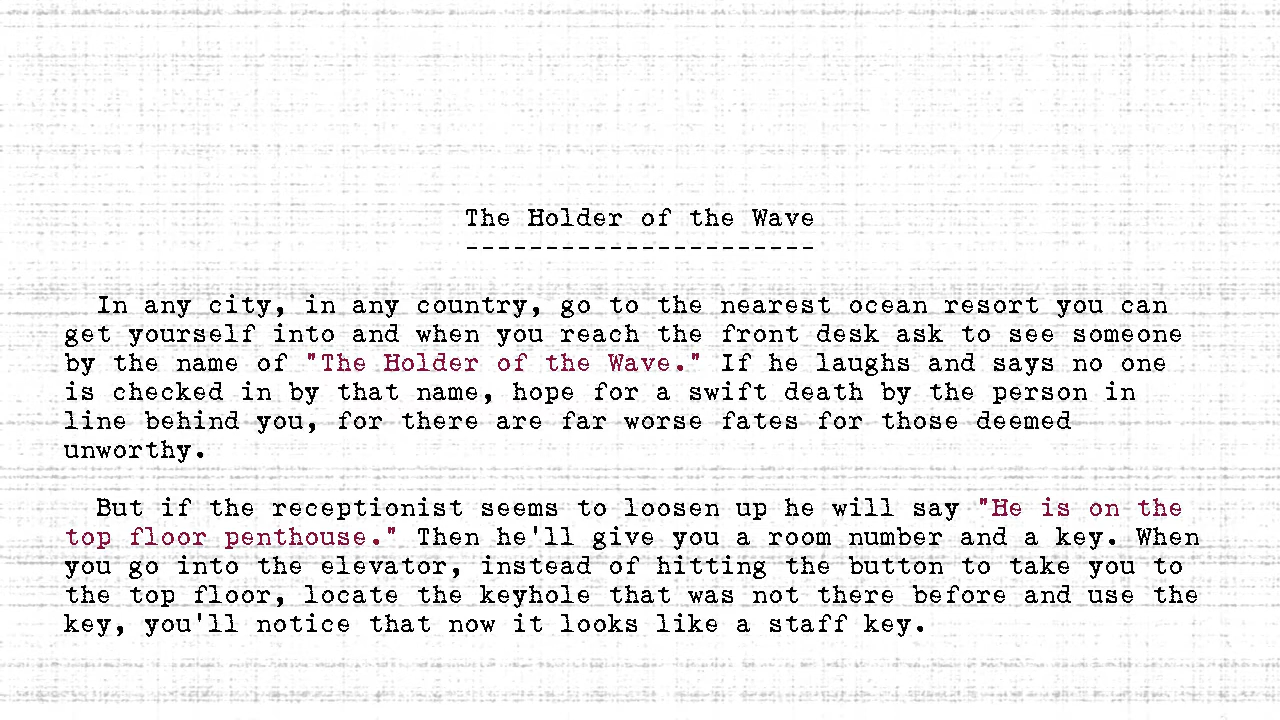 The Holder of the Wave
----------------------
In any city, in any country, go to the nearest ocean resort you can
get yourself into and when you reach the front desk ask to see someone
by the name of "The Holder of the Wave." If he laughs and says no one
is checked in by that name, hope for a swift death by the person in
line behind you, for there are far worse fates for those deemed
unworthy.
But if the receptionist seems to loosen up he will say "He is on the
top floor penthouse." Then he'll give you a room number and a key. When
you go into the elevator, instead of hitting the button to take you to
the top floor, locate the keyhole that was not there before and use the
key, you'll notice that now it looks like a staff key.